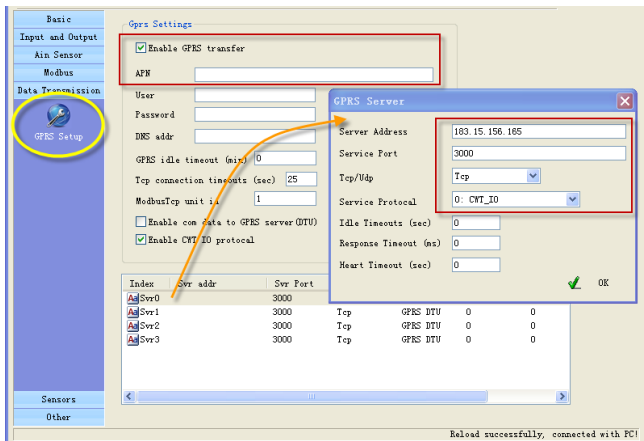 Basic
Input and Output
Ain Sensor
Modbus
Data Transmission
GPRS Setup
Sensors
Other
Gprs Settings
Enable GPRS transfer
APN
User
Password
DNS addr
GPRS idle timeout (mix) 0
Tcp connection timeouts (sec) 25
ModbusTcp unit id 1
Enable com data to GPRS server(DTU)
Enable CWT_IO protocal
GPRS Server
Server Address 183.15.156.165
Service Port 3000
Tcp/Udp Tcp
Service Protocal 0: CWT_IO
Idle Timeouts (sec) 0
Response Timeout (ms) 0
Heart Timeout (sec) 0
OK
Index Svr addr Svr Port
Svr0 3000
Svr1 3000 Tcp GPRS DTU 0 0
Svr2 3000 Tcp GPRS DTU 0 0
Svr3 3000 Tcp GPRS DTU 0 0
Reload successfully, connected with PC!